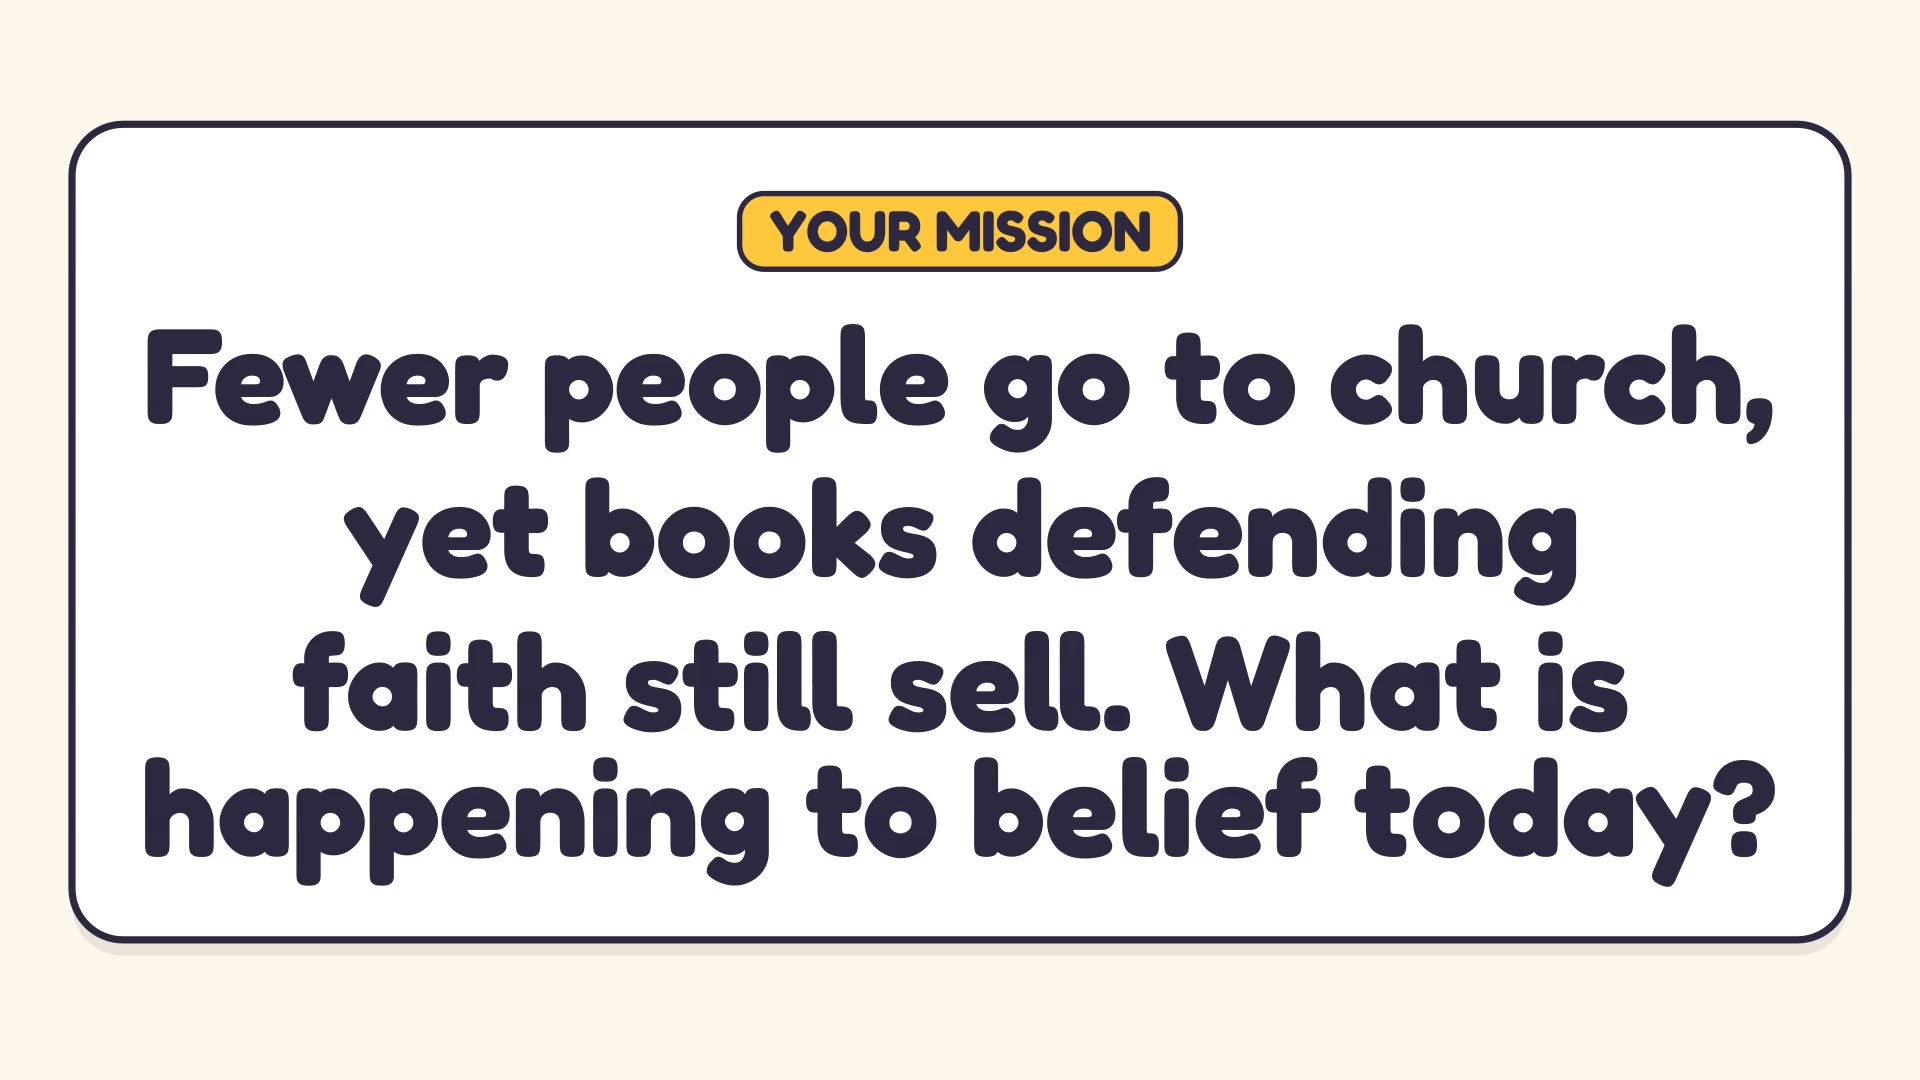 YOUR MISSION
Fewer people go to church,
yet books defending
faith still sell. What is
happening to belief today?